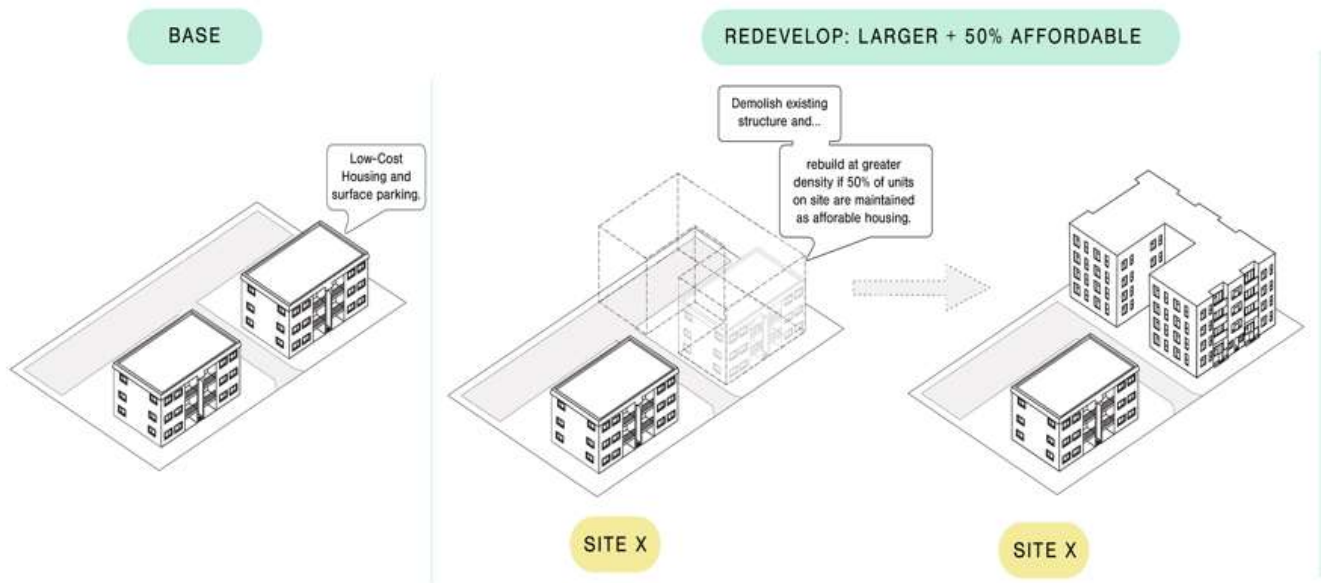 BASE
REDEVELOP: LARGER + 50% AFFORDABLE
Low-Cost
Housing and
surface parking.
Demolish existing
structure and...
rebuild at greater
density if 50% of units
on site are maintained
as afforable housing.
SITE X
SITE X